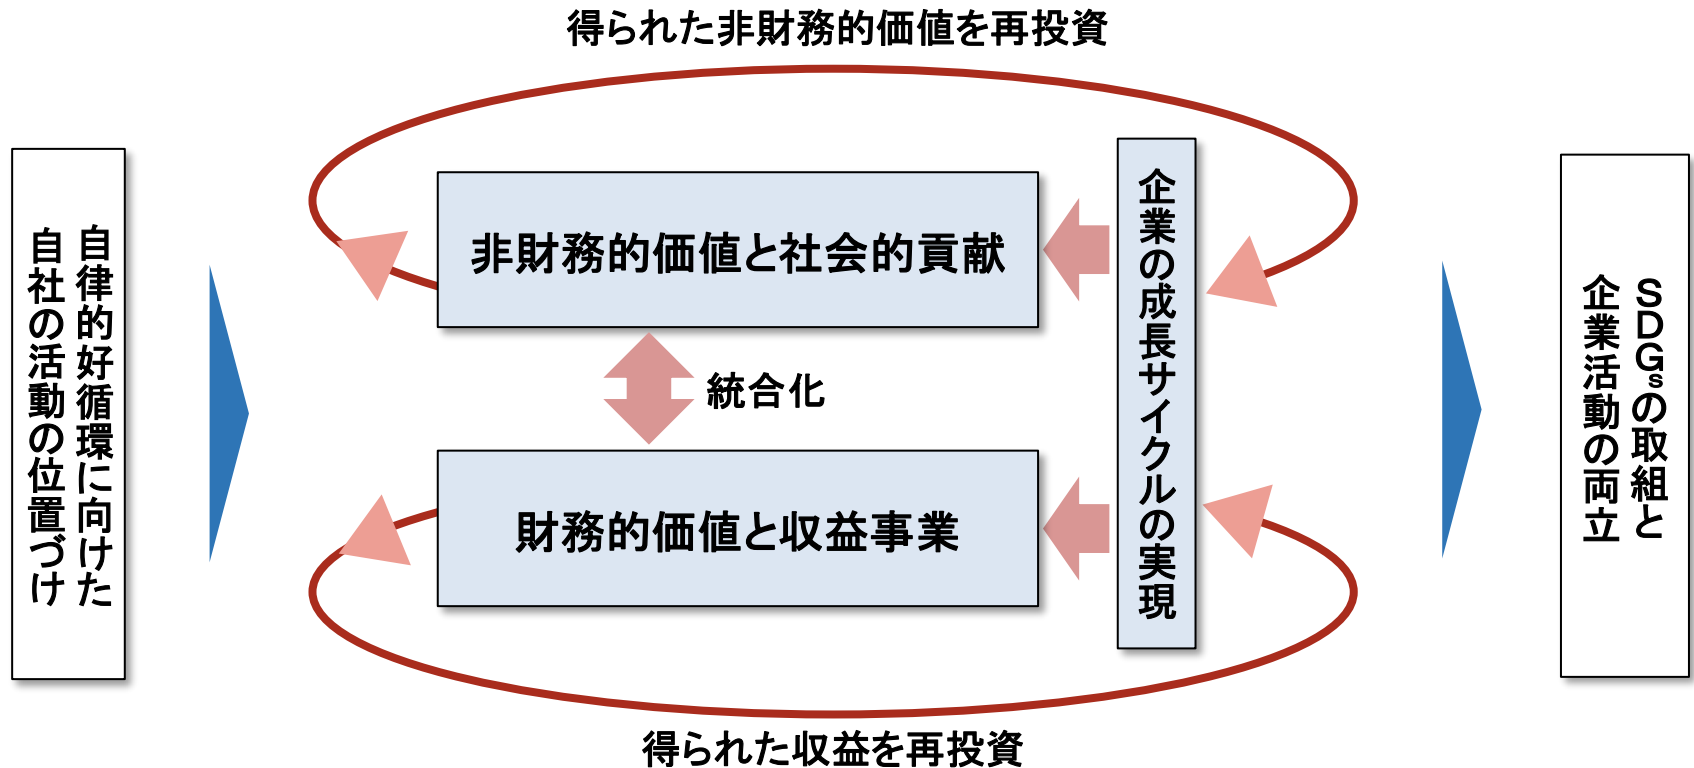 得られた非財務的価値を再投資
自律的好循環に向けた
自社の活動の位置づけ
非財務的価値と社会的貢献
統合化
財務的価値と収益事業
企業の成長サイクルの実現
ＳＤＧｓの取組と
企業活動の両立
得られた収益を再投資